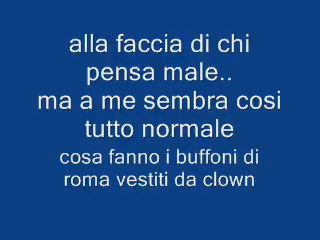 alla faccia di chi
pensa male..
ma a me sembra cosi
tutto normale
cosa fanno i buffoni di
roma vestiti da clown